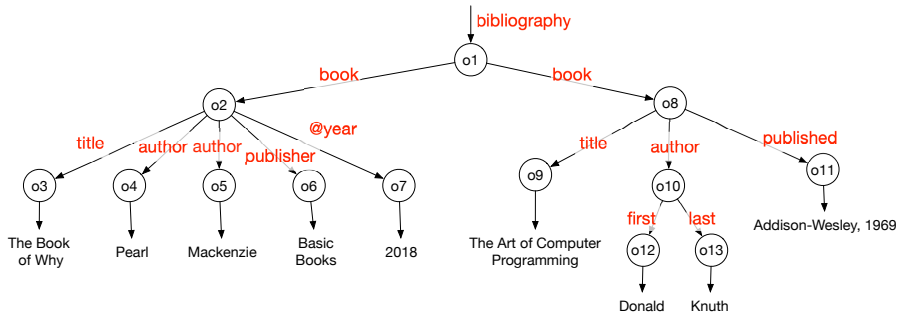 bibliography
o1
book
book
o2
o8
title
author
author
publisher
@year
title
author
published
o3
o4
o5
o6
o7
o9
o10
o11
The Book
of Why
Pearl
Mackenzie
Basic
Books
2018
The Art of Computer
Programming
first
last
Addison-Wesley, 1969
o12
o13
Donald
Knuth